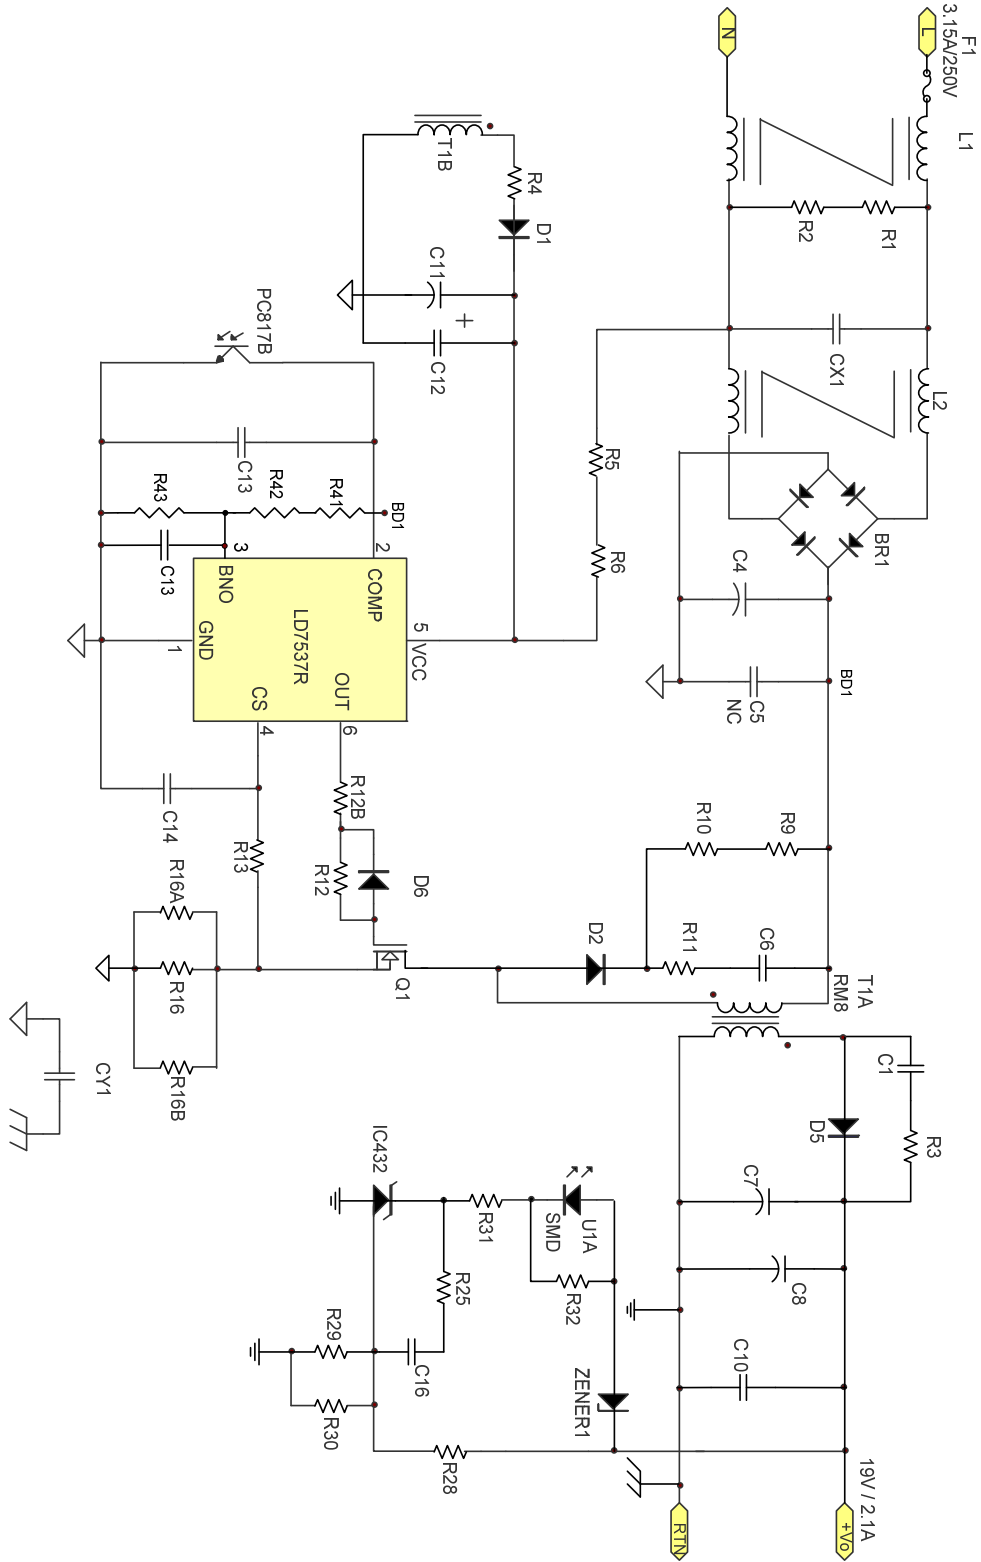 F1
3.15A/250V
L
N
L1
R1
R2
CX1
L2
BR1
C4
C5
NC
BD1
R9
R10
R11
C6
D2
T1A
RM8
C1
R3
D5
C7
C8
C10
19V / 2.1A
+Vo
RTN
T1B
R4
D1
C11
+
C12
R5
R6
PC817B
C13
R43
R42
R41
BD1
C13
3
2
BNO
COMP
LD7537R
GND
1
5
VCC
CS
OUT
4
6
C14
R13
R12B
R12
D6
Q1
R16A
R16
R16B
CY1
IC432
R31
U1A
SMD
R32
R25
ZENER1
R29
C16
R30
R28